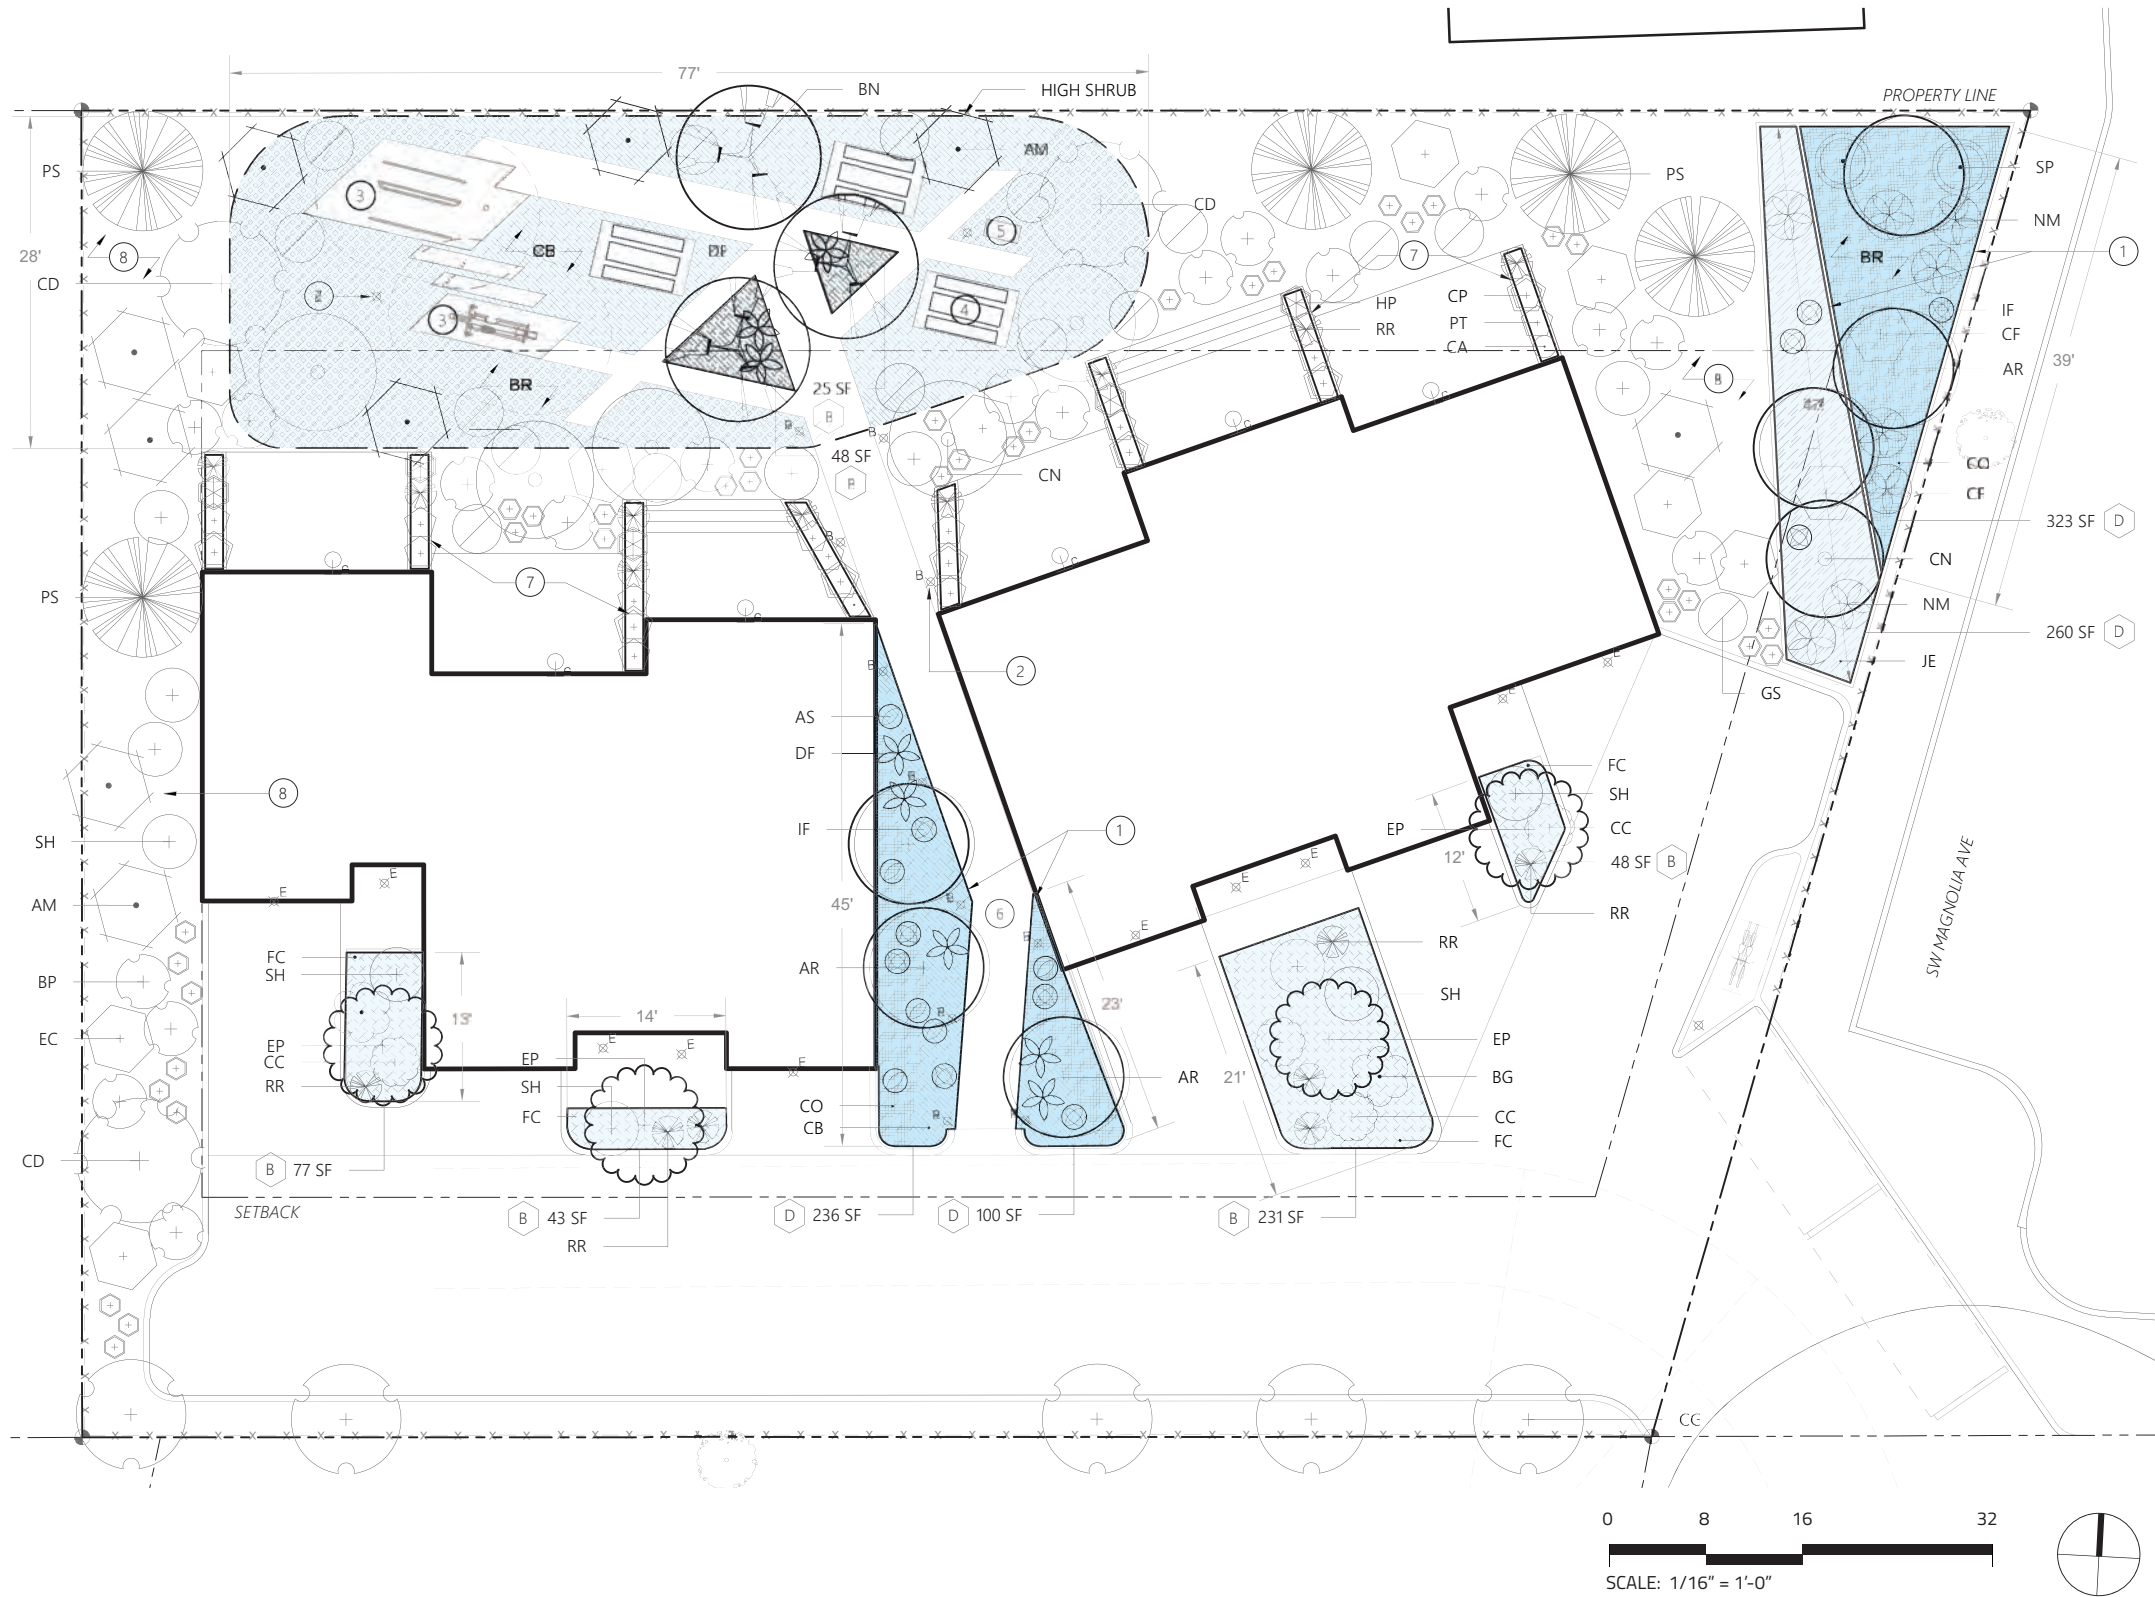 77'
BN
HIGH SHRUB
PROPERTY LINE
AM
PS
3
PS
SP
CD
NM
28'
8
CB
DF
5
7
1
BR
CD
HP
CP
IF
3
4
RR
PT
CF
CA
AR
39'
BR
25 SF
B
8
48 SF
CN
CO
CF
323 SF
D
7
CN
PS
NM
260 SF
D
2
JE
GS
AS
DF
FC
8
SH
IF
1
EP
CC
SH
12'
48 SF
B
AM
45'
6
RR
FC
RR
SH
AR
BP
SH
13'
23'
14'
EC
EP
EP
CC
EP
AR
21'
BG
RR
SH
CO
FC
CC
CB
FC
CD
B
77 SF
SETBACK
B
43 SF
D
236 SF
D
100 SF
B
231 SF
RR
SW MAGNOLIA AVE
0
8
16
32
SCALE: 1/16” = 1’-0”